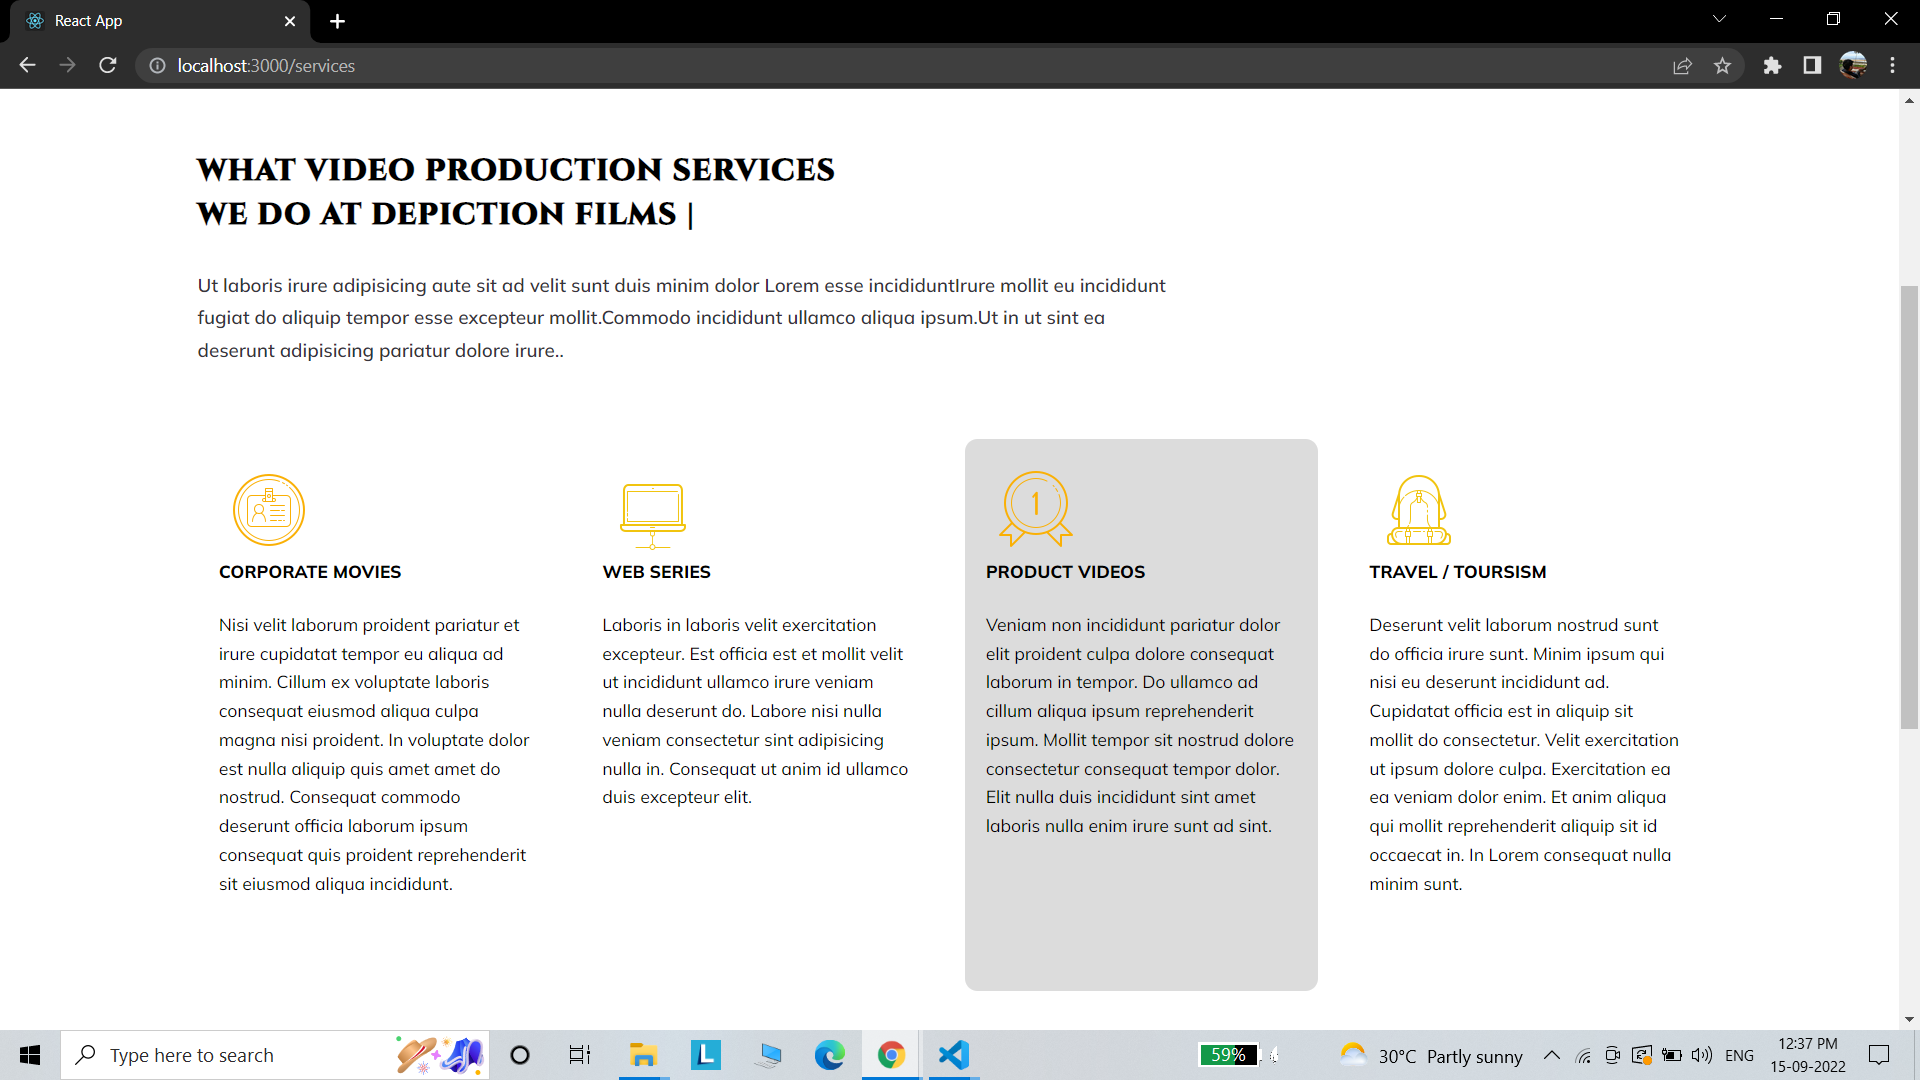 React App
localhost:3000/services
WHAT VIDEO PRODUCTION SERVICES
WE DO AT DEPICTION FILMS |
Ut laboris irure adipisicing aute sit ad velit sunt duis minim dolor Lorem esse incididuntIrure mollit eu incididunt
fugiat do aliquip tempor esse excepteur mollit.Commodo incididunt ullamco aliqua ipsum.Ut in ut sint ea
deserunt adipisicing pariatur dolore irure..
CORPORATE MOVIES
Nisi velit laborum proident pariatur et
irure cupidatat tempor eu aliqua ad
minim. Cillum ex voluptate laboris
consequat eiusmod aliqua culpa
magna nisi proident. In voluptate dolor
est nulla aliquip quis amet amet do
nostrud. Consequat commodo
deserunt officia laborum ipsum
consequat quis proident reprehenderit
sit eiusmod aliqua incididunt.
WEB SERIES
Laboris in laboris velit exercitation
excepteur. Est officia est et mollit velit
ut incididunt ullamco irure veniam
nulla deserunt do. Labore nisi nulla
veniam consectetur sint adipisicing
nulla in. Consequat ut anim id ullamco
duis excepteur elit.
1
PRODUCT VIDEOS
Veniam non incididunt pariatur dolor
elit proident culpa dolore consequat
laborum in tempor. Do ullamco ad
cillum aliqua ipsum reprehenderit
ipsum. Mollit tempor sit nostrud dolore
consectetur consequat tempor dolor.
Elit nulla duis incididunt sint amet
laboris nulla enim irure sunt ad sint.
TRAVEL / TOURSISM
Deserunt velit laborum nostrud sunt
do officia irure sunt. Minim ipsum qui
nisi eu deserunt incididunt ad.
Cupidatat officia est in aliquip sit
mollit do consectetur. Velit exercitation
ut ipsum dolore culpa. Exercitation ea
ea veniam dolor enim. Et anim aliqua
qui mollit reprehenderit aliquip sit id
occaecat in. In Lorem consequat nulla
minim sunt.
Type here to search
L
59%
30°C Partly sunny
ENG
12:37 PM
15-09-2022